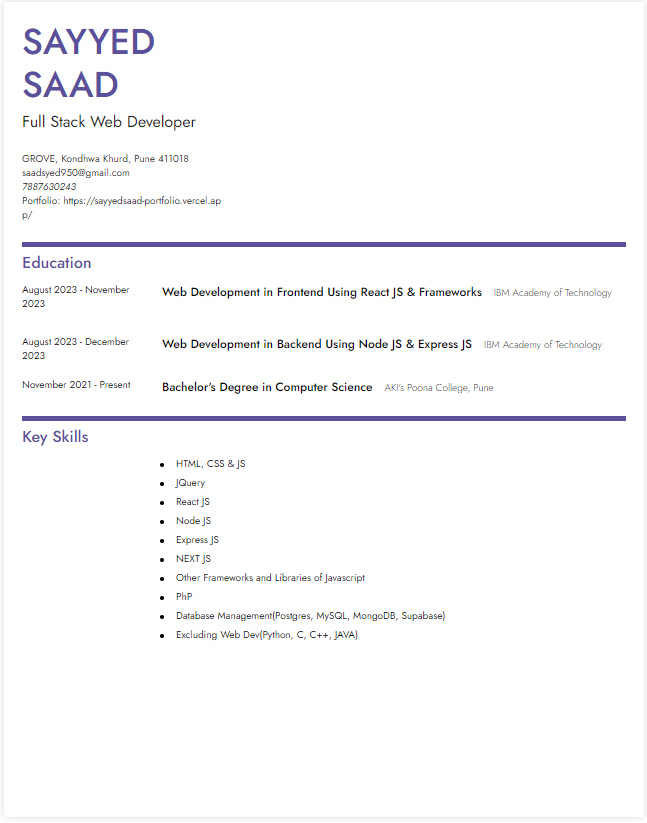 SAYYED
SAAD
Full Stack Web Developer
GROVE, Kondhwa Khurd, Pune 411018
saadsyed950@gmail.com
7887630243
Portfolio: https://sayyedsaad-portfolio.vercel.ap
p/
Education
August 2023 - November
2023
Web Development in Frontend Using React JS & Frameworks IBM Academy of Technology
August 2023 - December
2023
Web Development in Backend Using Node JS & Express JS IBM Academy of Technology
November 2021 - Present
Bachelor's Degree in Computer Science AKI's Poona College, Pune
Key Skills
• HTML, CSS & JS
• JQuery
• React JS
• Node JS
• Express JS
• NEXT JS
• Other Frameworks and Libraries of Javascript
• PhP
• Database Management(Postgres, MySQL, MongoDB, Supabase)
• Excluding Web Dev(Python, C, C++, JAVA)